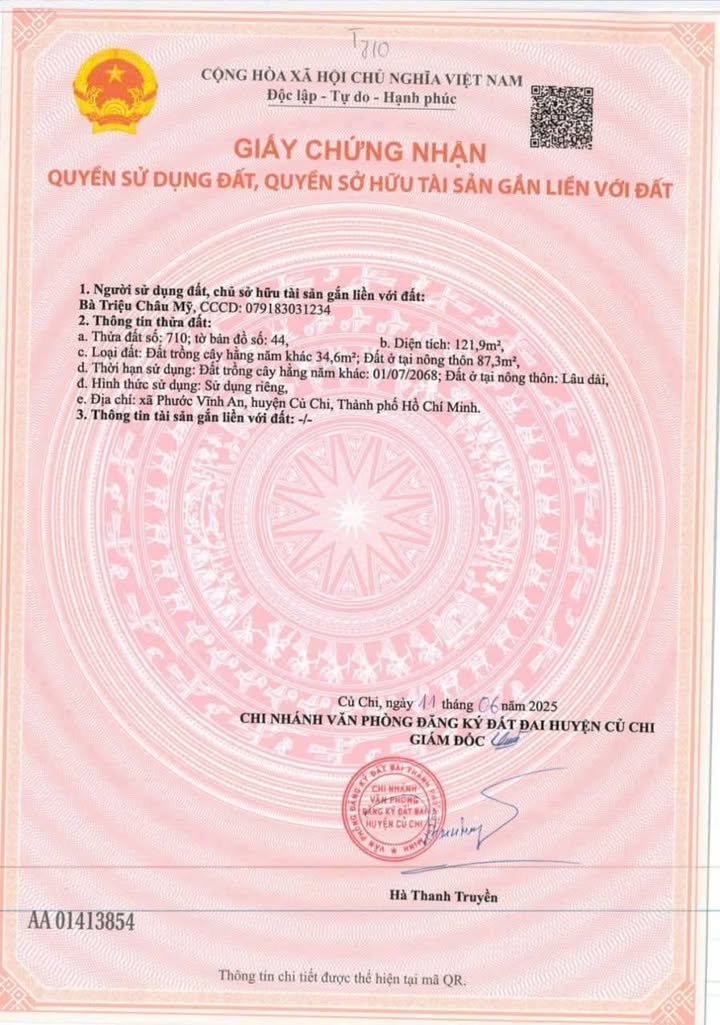 T710
CỘNG HÒA XÃ HỘI CHỦ NGHĨA VIỆT NAM
Độc lập - Tự do - Hạnh phúc
GIẤY CHỨNG NHẬN
QUYỀN SỬ DỤNG ĐẤT, QUYỀN SỞ HỮU TÀI SẢN GẮN LIỀN VỚI ĐẤT
1. Người sử dụng đất, chủ sở hữu tài sản gắn liền với đất:
Bà Triệu Châu Mỹ, CCCD: 079183031234
2. Thông tin thửa đất:
a. Thửa đất số: 710; tờ bản đồ số: 44, b. Diện tích: 121,9m²,
c. Loại đất: Đất trồng cây hằng năm khác 34,6m²; Đất ở tại nông thôn 87,3m²,
d. Thời hạn sử dụng: Đất trồng cây hằng năm khác: 01/07/2068; Đất ở tại nông thôn: Lâu dài,
đ. Hình thức sử dụng: Sử dụng riêng,
e. Địa chỉ: xã Phước Vĩnh An, huyện Củ Chi, Thành phố Hồ Chí Minh.
3. Thông tin tài sản gắn liền với đất: -/-
Củ Chi, ngày 11 tháng 06 năm 2025
CHI NHÁNH VĂN PHÒNG ĐĂNG KÝ ĐẤT ĐAI HUYỆN CỦ CHI
GIÁM ĐỐC
VĂN PHÒNG ĐĂNG KÝ ĐẤT ĐAI THÀNH PHỐ
CHI NHÁNH
VĂN PHÒNG
ĐĂNG KÝ ĐẤT ĐAI
HUYỆN CỦ CHI
Hà Thanh Truyền
AA 01413854
Thông tin chi tiết được thể hiện tại mã QR.